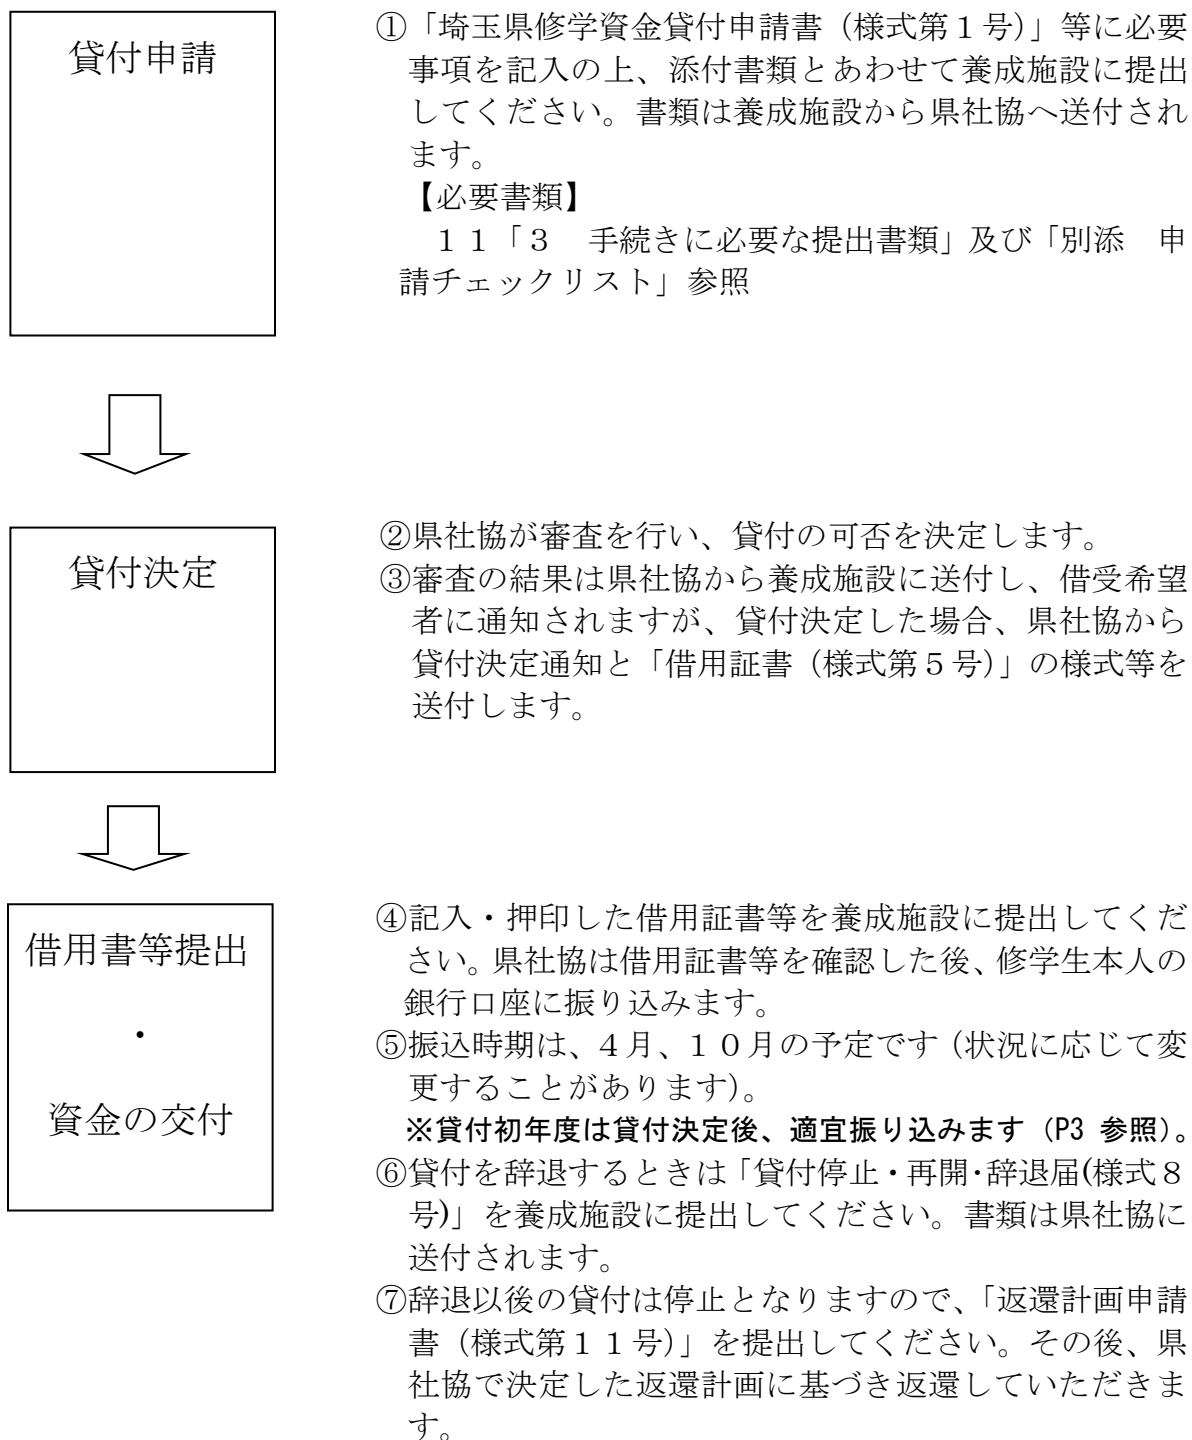 貸付申請
①「埼玉県修学資金貸付申請書（様式第１号）」等に必要
事項を記入の上、添付書類とあわせて養成施設に提出
してください。書類は養成施設から県社協へ送付され
ます。
【必要書類】
１１「３　手続きに必要な提出書類」及び「別添　申
請チェックリスト」参照
貸付決定
②県社協が審査を行い、貸付の可否を決定します。
③審査の結果は県社協から養成施設に送付し、借受希望
者に通知されますが、貸付決定した場合、県社協から
貸付決定通知と「借用証書（様式第５号）」の様式等を
送付します。
借用書等提出
・
資金の交付
④記入・押印した借用証書等を養成施設に提出してくだ
さい。県社協は借用証書等を確認した後、修学生本人の
銀行口座に振り込みます。
⑤振込時期は、４月、１０月の予定です（状況に応じて変
更することがあります）。
※貸付初年度は貸付決定後、適宜振り込みます（P3 参照）。
⑥貸付を辞退するときは「貸付停止・再開・辞退届(様式８
号)」を養成施設に提出してください。書類は県社協に
送付されます。
⑦辞退以後の貸付は停止となりますので、「返還計画申請
書（様式第１１号）」を提出してください。その後、県
社協で決定した返還計画に基づき返還していただきま
す。